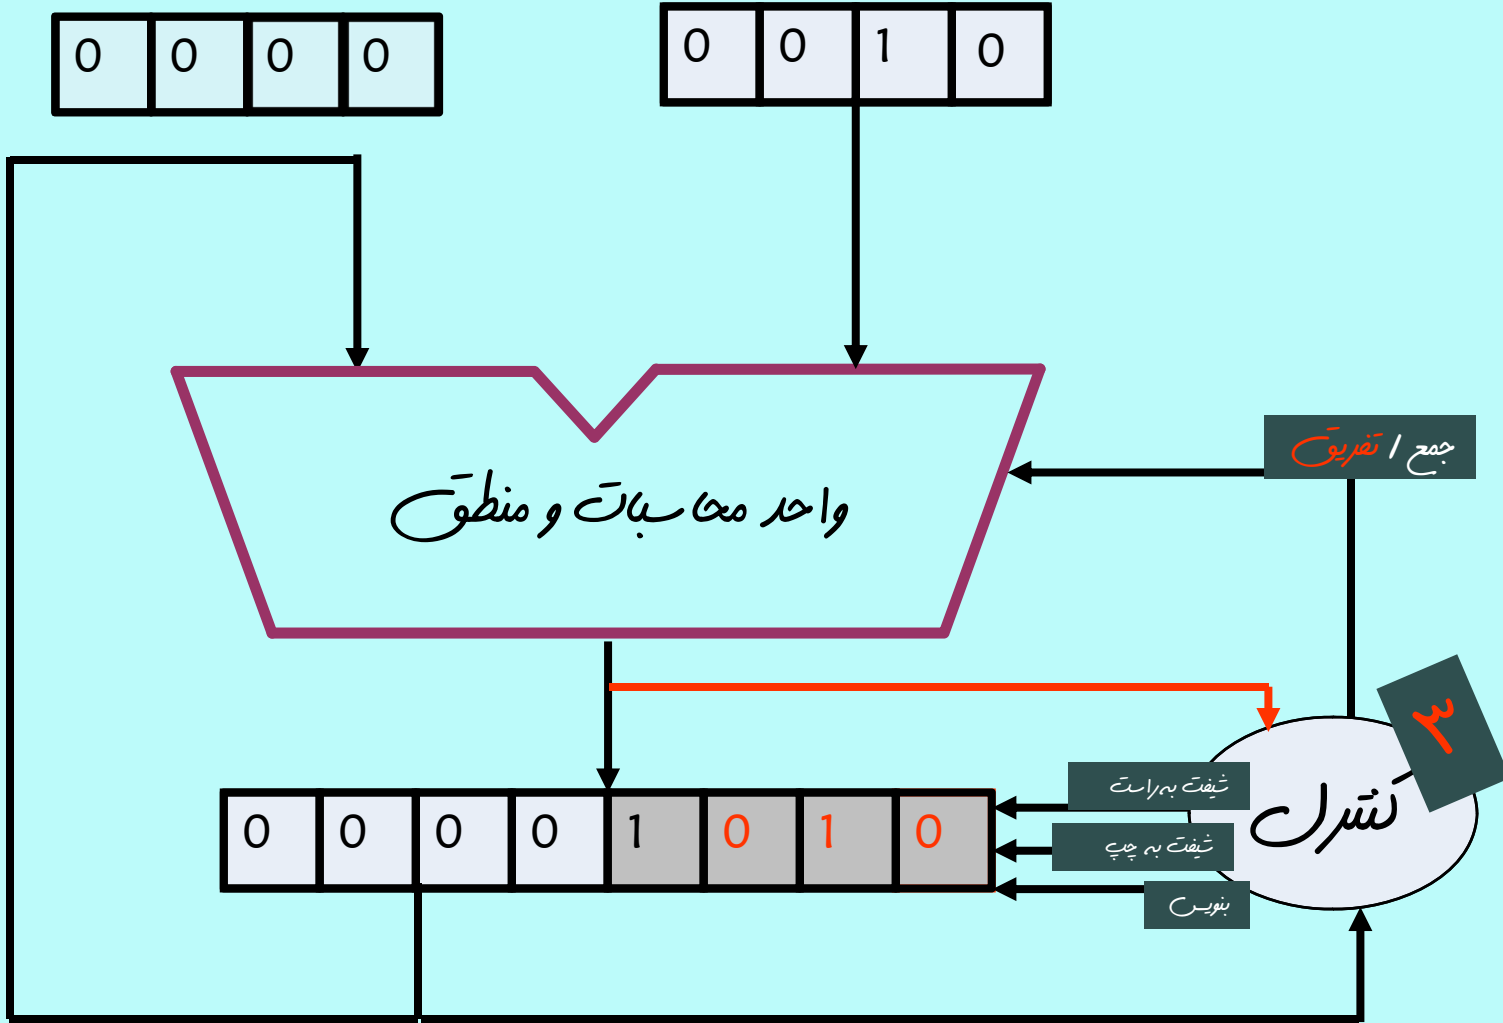 0 0 0 0
0 0 1 0
جمع / تفریق
واحد محاسبات و منطق
۳
کنترل
شیفت به راست
شیفت به چپ
بنویس
0 0 0 0 1 0 1 0